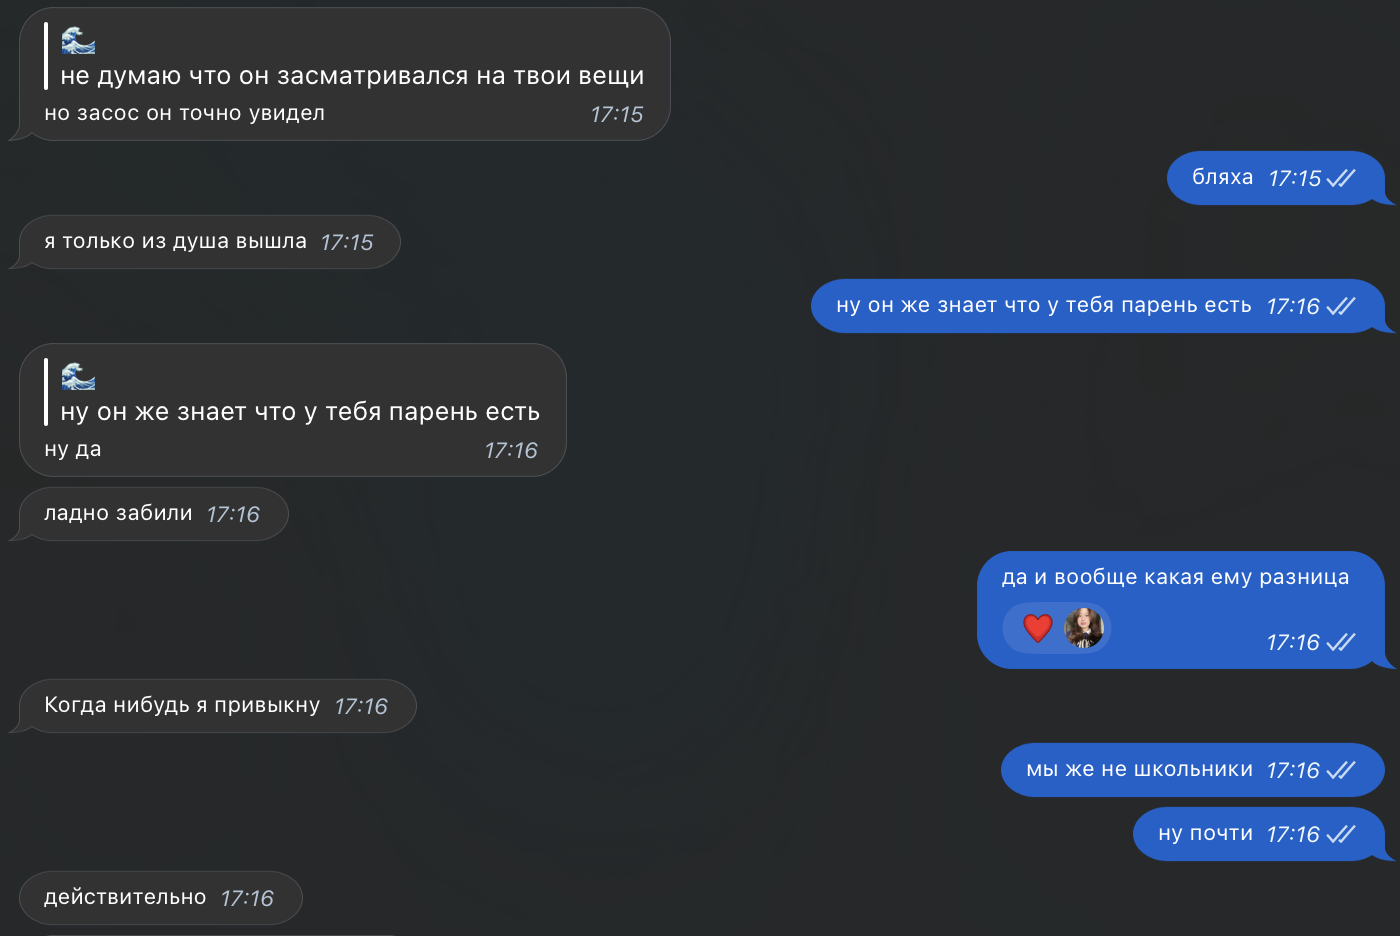 🌊
не думаю что он засматривался на твои вещи
но засос он точно увидел 17:15
бляха 17:15
я только из душа вышла 17:15
ну он же знает что у тебя парень есть 17:16
🌊
ну он же знает что у тебя парень есть
ну да 17:16
ладно забили 17:16
да и вообще какая ему разница
❤️ 17:16
Когда нибудь я привыкну 17:16
мы же не школьники 17:16
ну почти 17:16
действительно 17:16